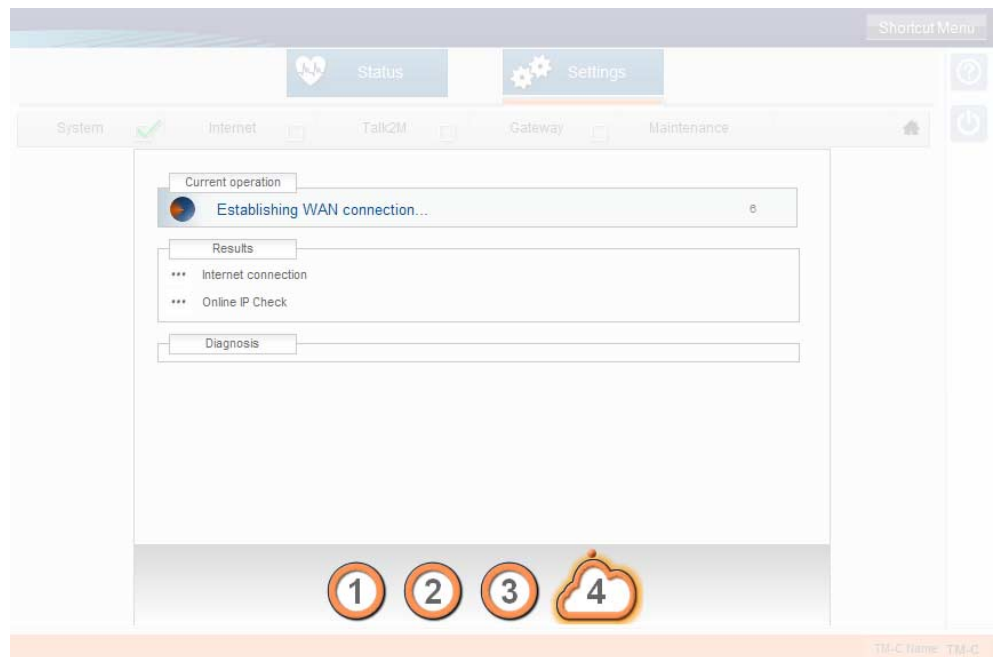 Shortcut Menu
Status
Settings
System
Internet
Talk2M
Gateway
Maintenance
Current operation
Establishing WAN connection...
6
Results
Internet connection
Online IP Check
Diagnosis
1 2 3 4
TM-C Name: TM-C